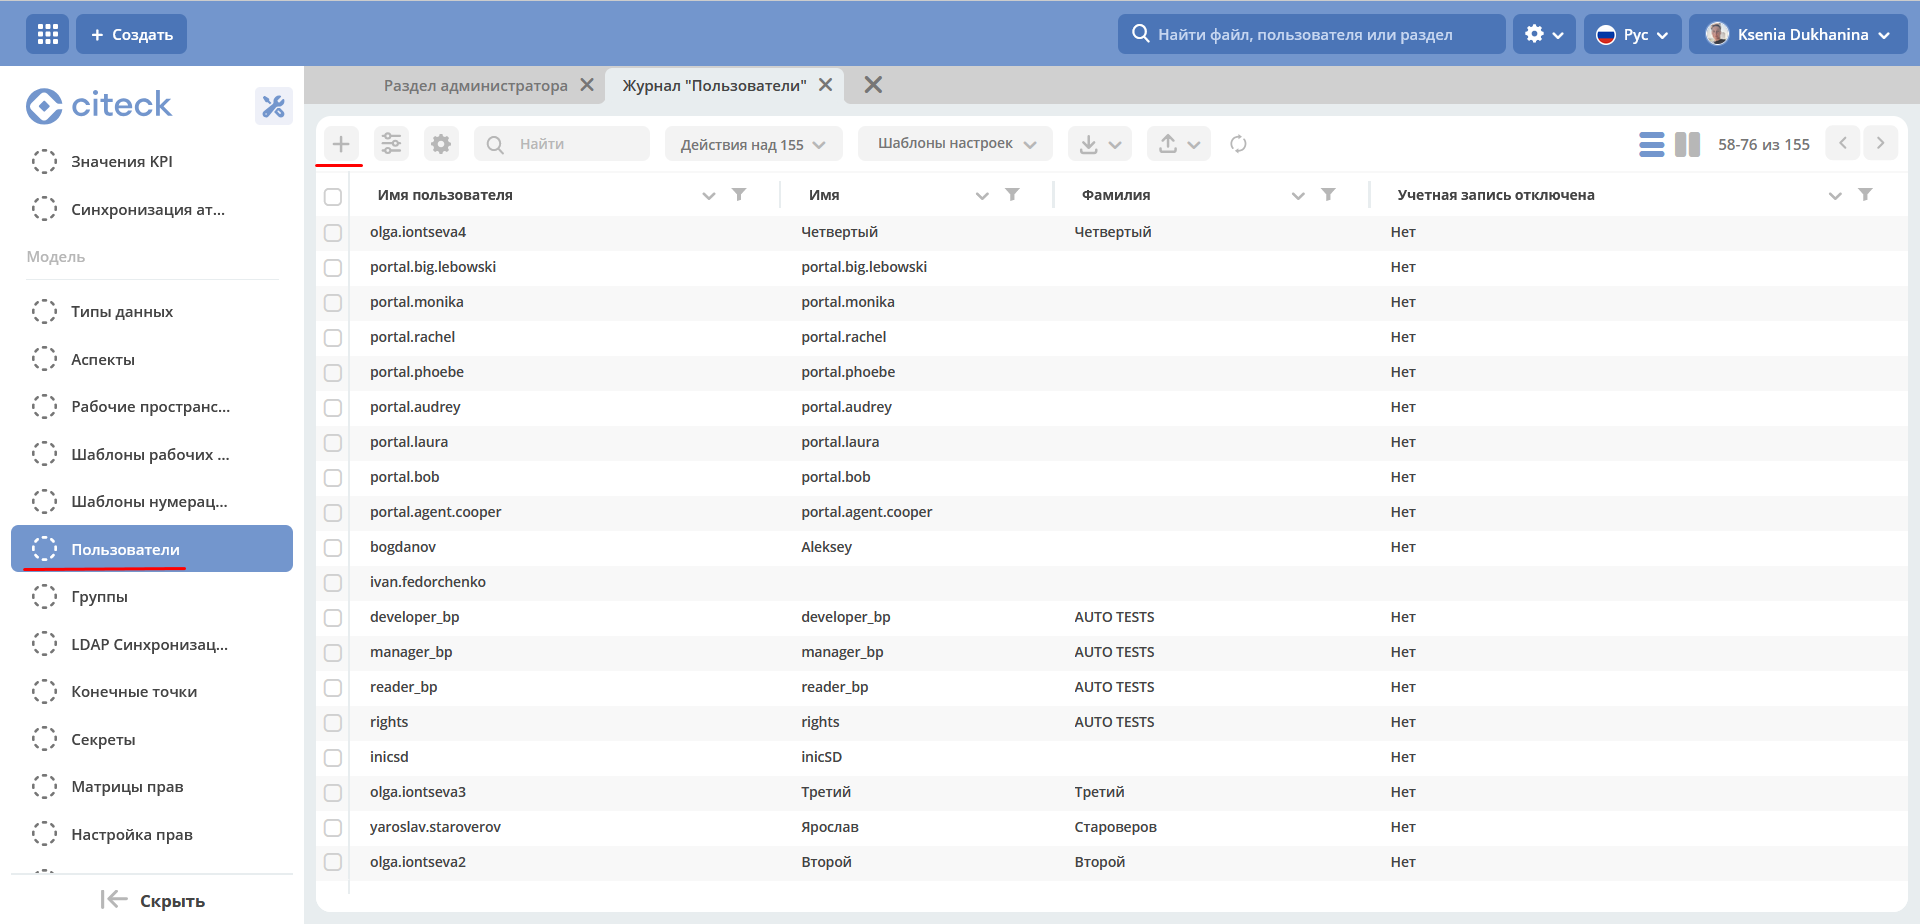 Создать
Найти файл, пользователя или раздел
Рус
Ksenia Dukhanina
citeck
Значения KPI
Синхронизация ат...
Модель
Типы данных
Аспекты
Рабочие пространс...
Шаблоны рабочих ...
Шаблоны нумерац...
Пользователи
Группы
LDAP Синхронизац...
Конечные точки
Секреты
Матрицы прав
Настройка прав
Скрыть
Раздел администратора
Журнал "Пользователи"
Найти
Действия над 155
Шаблоны настроек
58-76 из 155
Имя пользователя Имя Фамилия Учетная запись отключена
olga.iontseva4 Четвертый Четвертый Нет
portal.big.lebowski portal.big.lebowski Нет
portal.monika portal.monika Нет
portal.rachel portal.rachel Нет
portal.phoebe portal.phoebe Нет
portal.audrey portal.audrey Нет
portal.laura portal.laura Нет
portal.bob portal.bob Нет
portal.agent.cooper portal.agent.cooper Нет
bogdanov Aleksey Нет
ivan.fedorchenko
developer_bp developer_bp AUTO TESTS Нет
manager_bp manager_bp AUTO TESTS Нет
reader_bp reader_bp AUTO TESTS Нет
rights rights AUTO TESTS Нет
inicsd inicSD Нет
olga.iontseva3 Третий Третий Нет
yaroslav.staroverov Ярослав Староверов Нет
olga.iontseva2 Второй Второй Нет